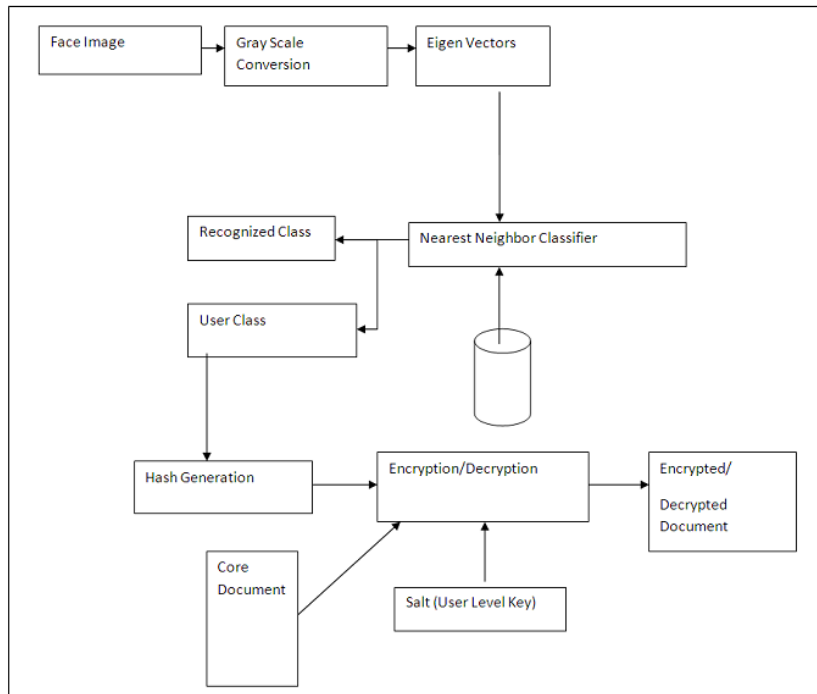 Face Image
Gray Scale
Conversion
Eigen Vectors
Recognized Class
Nearest Neighbor Classifier
User Class
Hash Generation
Encryption/Decryption
Encrypted/
Decrypted
Document
Core
Document
Salt (User Level Key)